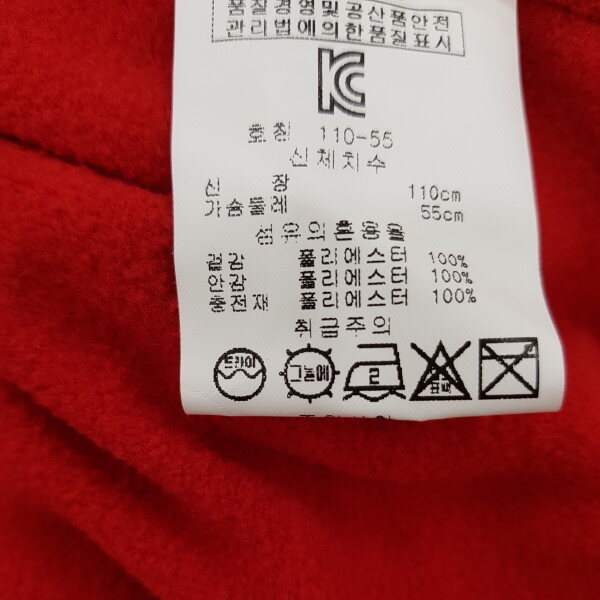 품질경영및공산품안전
관리법에의한품질표시
호칭 110-55
신체치수
신 장 110cm
가슴둘레 55cm
섬유의혼용율
겉감 폴리에스터 100%
안감 폴리에스터 100%
충전재 폴리에스터 100%
취급주의
드라이 그늘에 2 표백